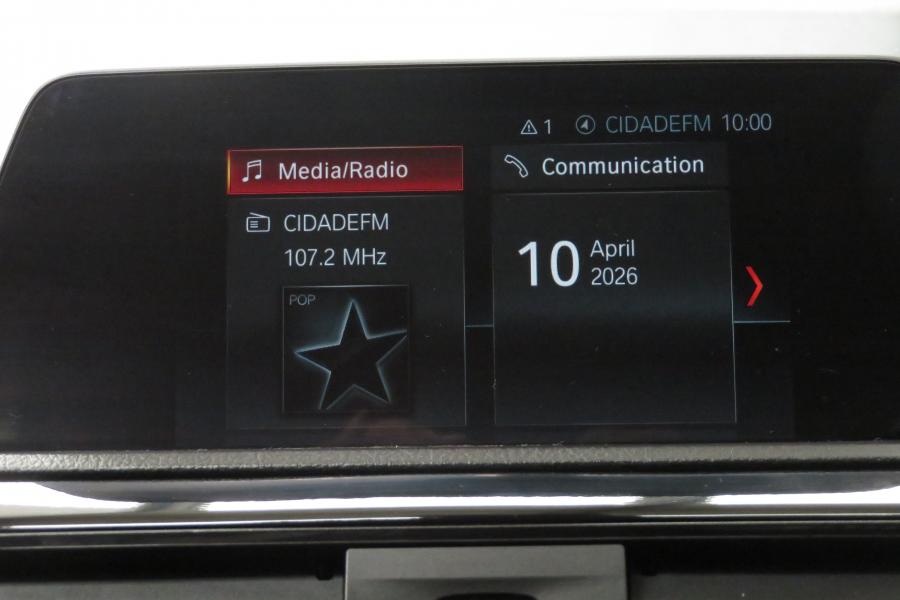 1 CIDADEFM 10:00
Media/Radio
CIDADEFM
107.2 MHz
POP
Communication
10 April
2026